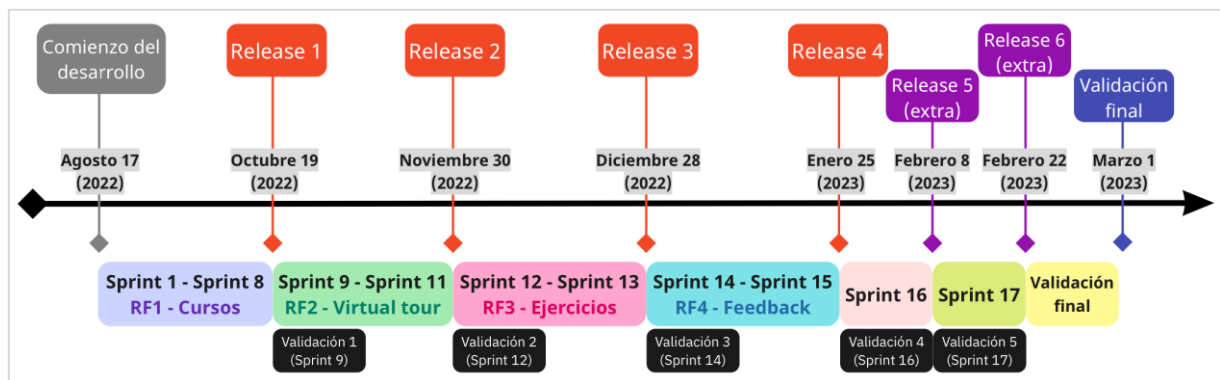 Comienzo del
desarrollo
Release 1
Release 2
Release 3
Release 4
Release 5
(extra)
Release 6
(extra)
Validación
final
Agosto 17
(2022)
Octubre 19
(2022)
Noviembre 30
(2022)
Diciembre 28
(2022)
Enero 25
(2023)
Febrero 8
(2023)
Febrero 22
(2023)
Marzo 1
(2023)
Sprint 1 - Sprint 8
RF1 - Cursos
Sprint 9 - Sprint 11
RF2 - Virtual tour
Sprint 12 - Sprint 13
RF3 - Ejercicios
Sprint 14 - Sprint 15
RF4 - Feedback
Sprint 16
Sprint 17
Validación
final
Validación 1
(Sprint 9)
Validación 2
(Sprint 12)
Validación 3
(Sprint 14)
Validación 4
(Sprint 16)
Validación 5
(Sprint 17)